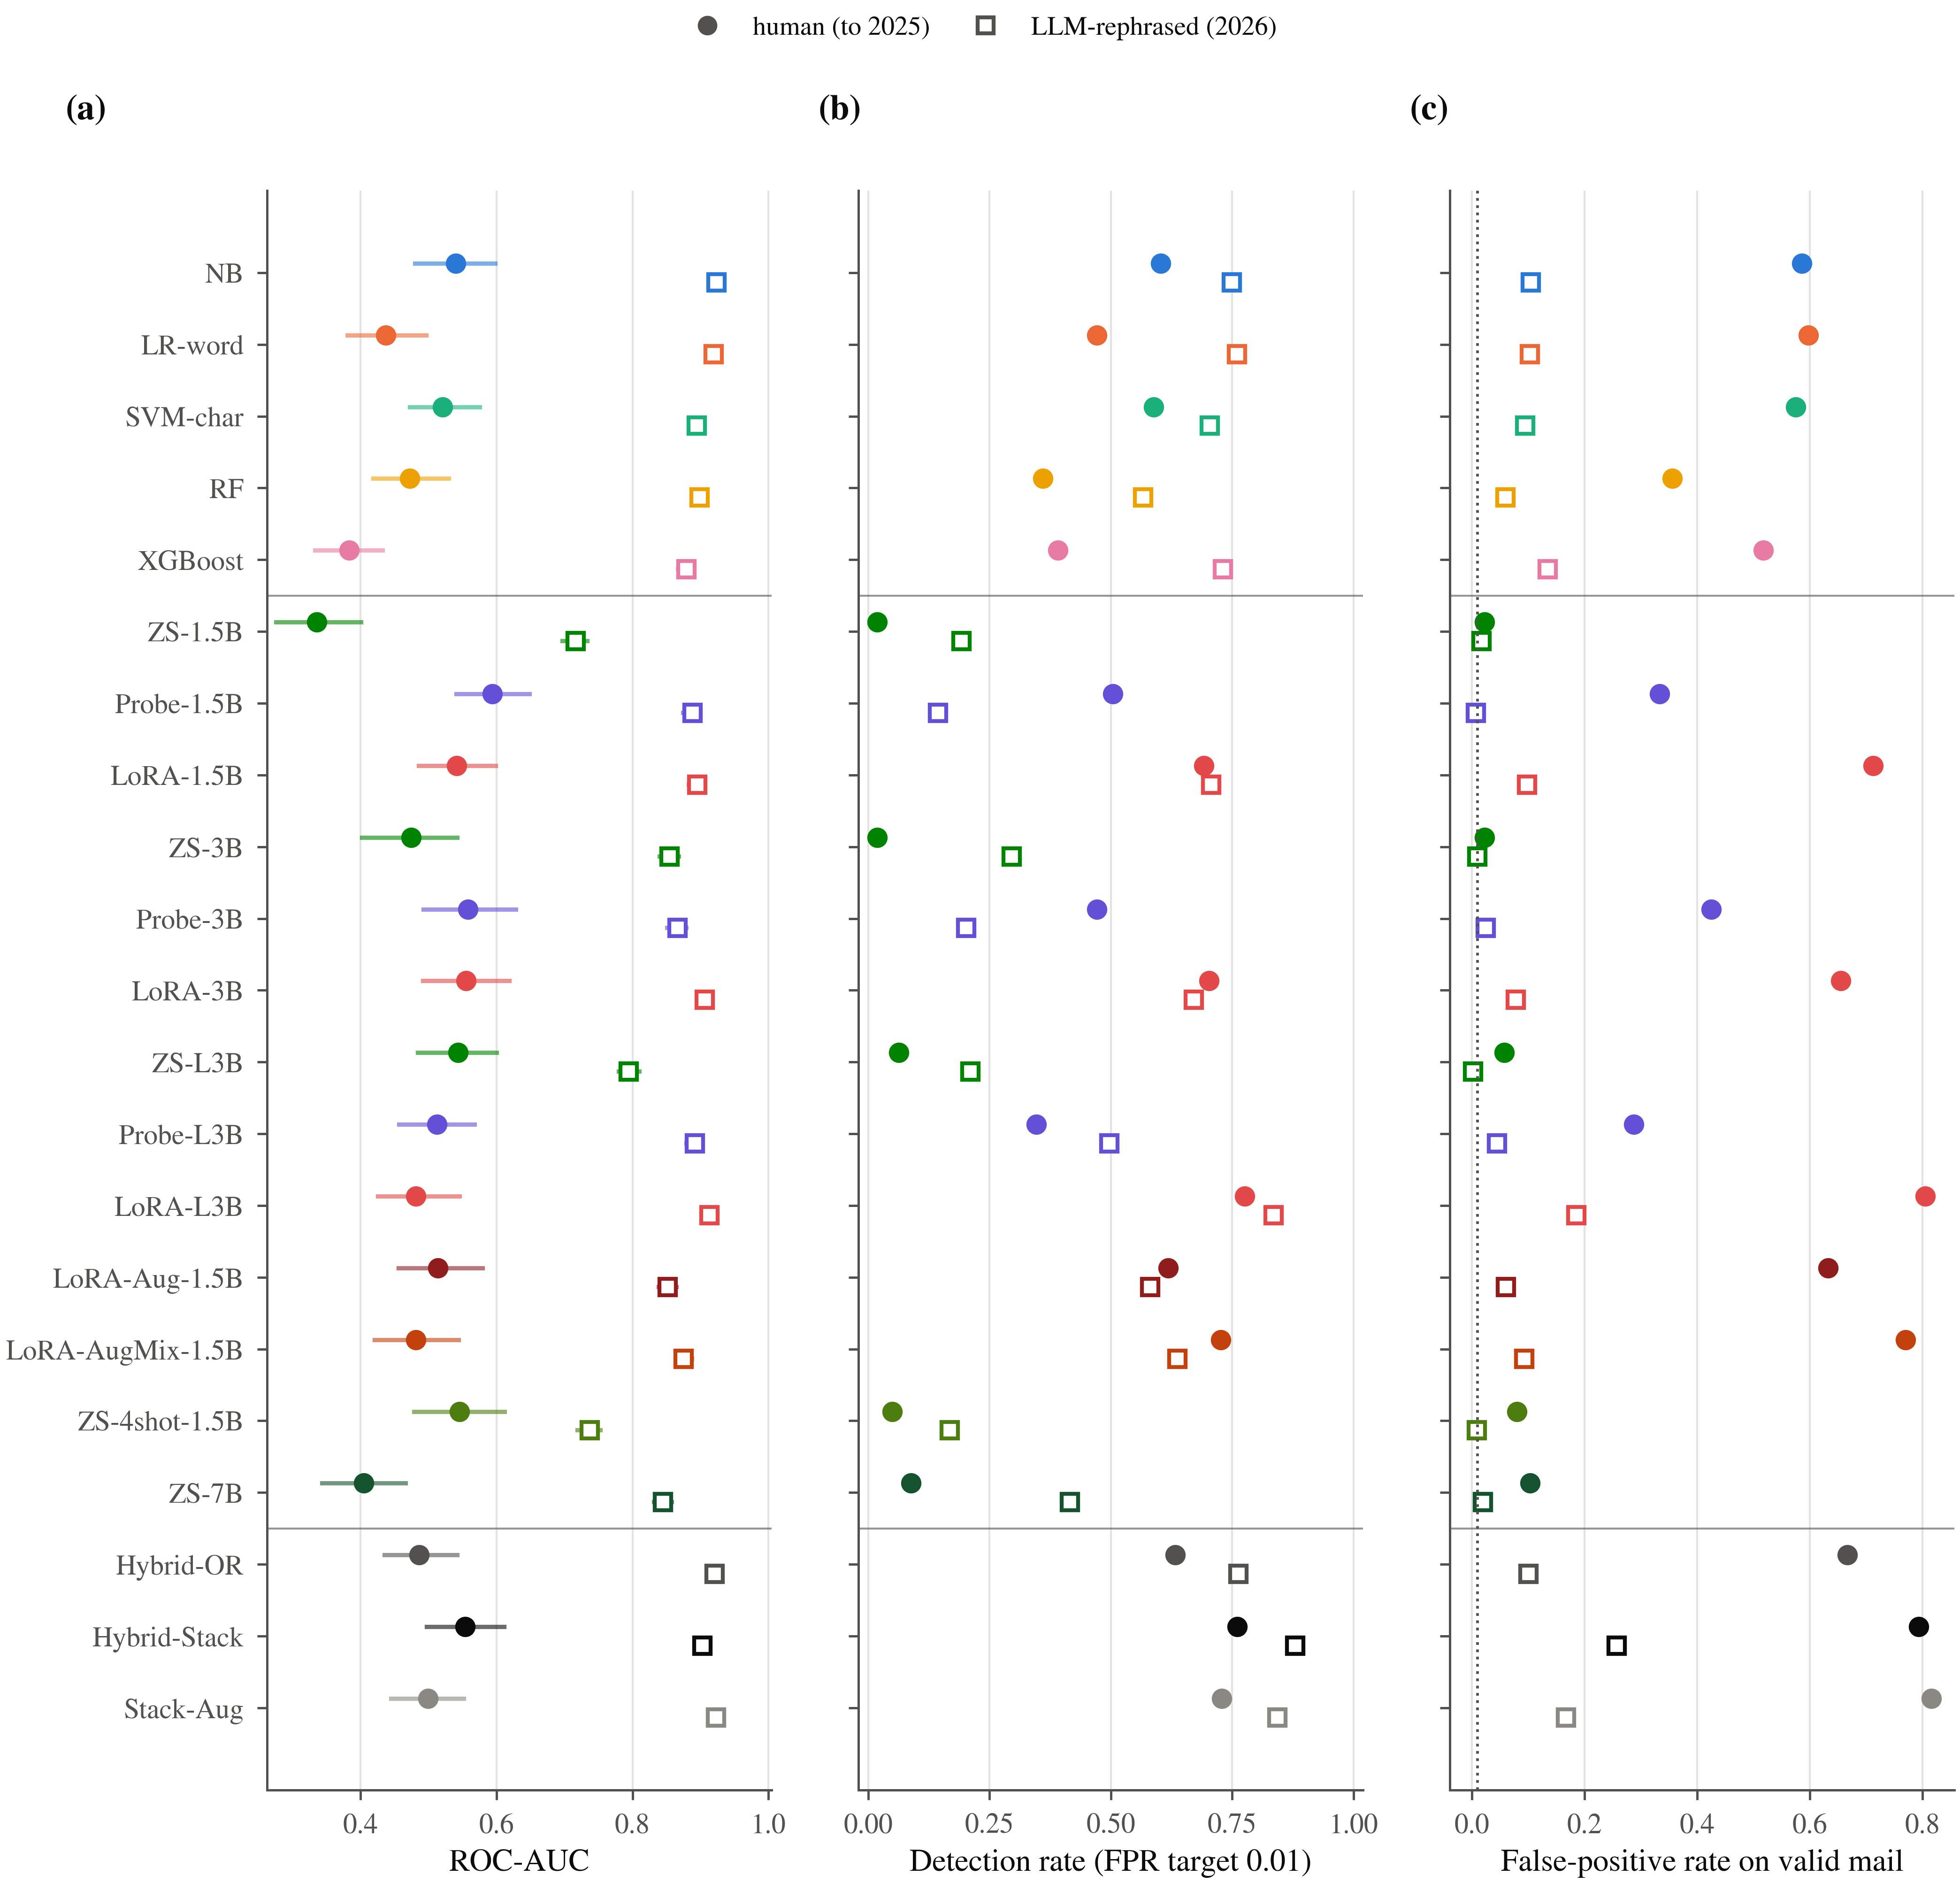 human (to 2025) LLM-rephrased (2026)
(a) (b) (c)
NB
LR-word
SVM-char
RF
XGBoost
ZS-1.5B
Probe-1.5B
LoRA-1.5B
ZS-3B
Probe-3B
LoRA-3B
ZS-L3B
Probe-L3B
LoRA-L3B
LoRA-Aug-1.5B
LoRA-AugMix-1.5B
ZS-4shot-1.5B
ZS-7B
Hybrid-OR
Hybrid-Stack
Stack-Aug
0.4 0.6 0.8 1.0 0.00 0.25 0.50 0.75 1.00 0.0 0.2 0.4 0.6 0.8
ROC-AUC Detection rate (FPR target 0.01) False-positive rate on valid mail